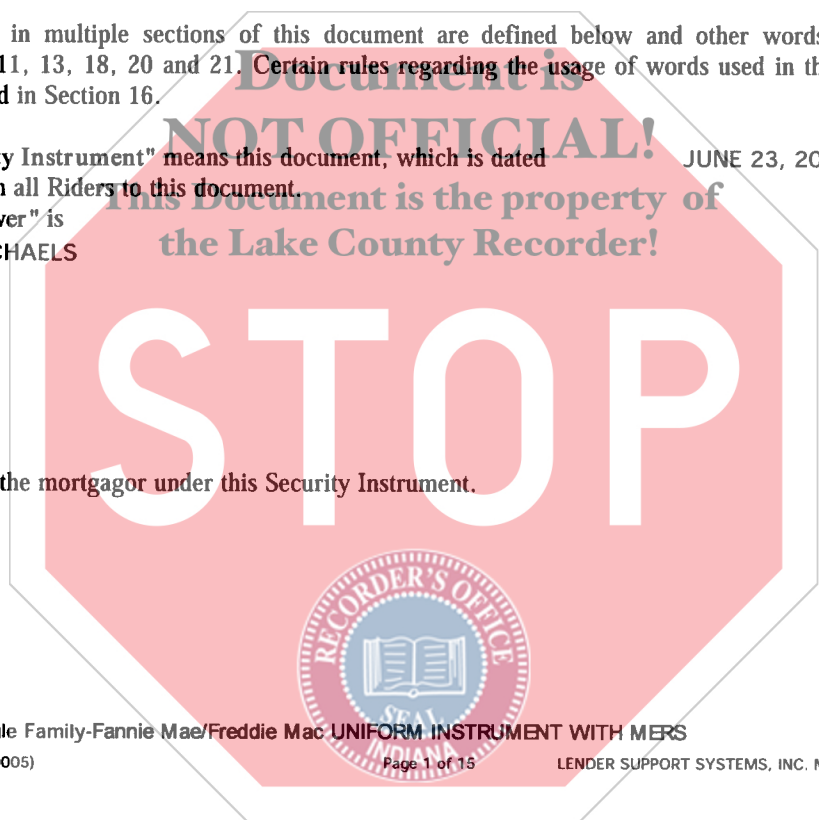 in multiple sections of this document are defined below and other words
11, 13, 18, 20 and 21. Certain rules regarding the usage of words used in th
d in Section 16.
Document is
NOT OFFICIAL!
This Document is the property of
the Lake County Recorder!
ty Instrument" means this document, which is dated JUNE 23, 20
n all Riders to this document.
ver" is
CHAELS
STOP
the mortgagor under this Security Instrument.
RECORDER'S OFFICE
SEAL
INDIANA
le Family-Fannie Mae/Freddie Mac UNIFORM INSTRUMENT WITH MERS
005) Page 1 of 15 LENDER SUPPORT SYSTEMS, INC. M